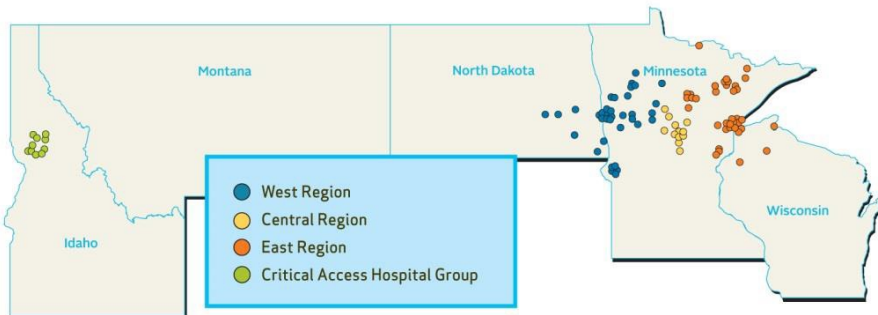 Montana
North Dakota
Minnesota
West Region
Central Region
East Region
Critical Access Hospital Group
Idaho
Wisconsin